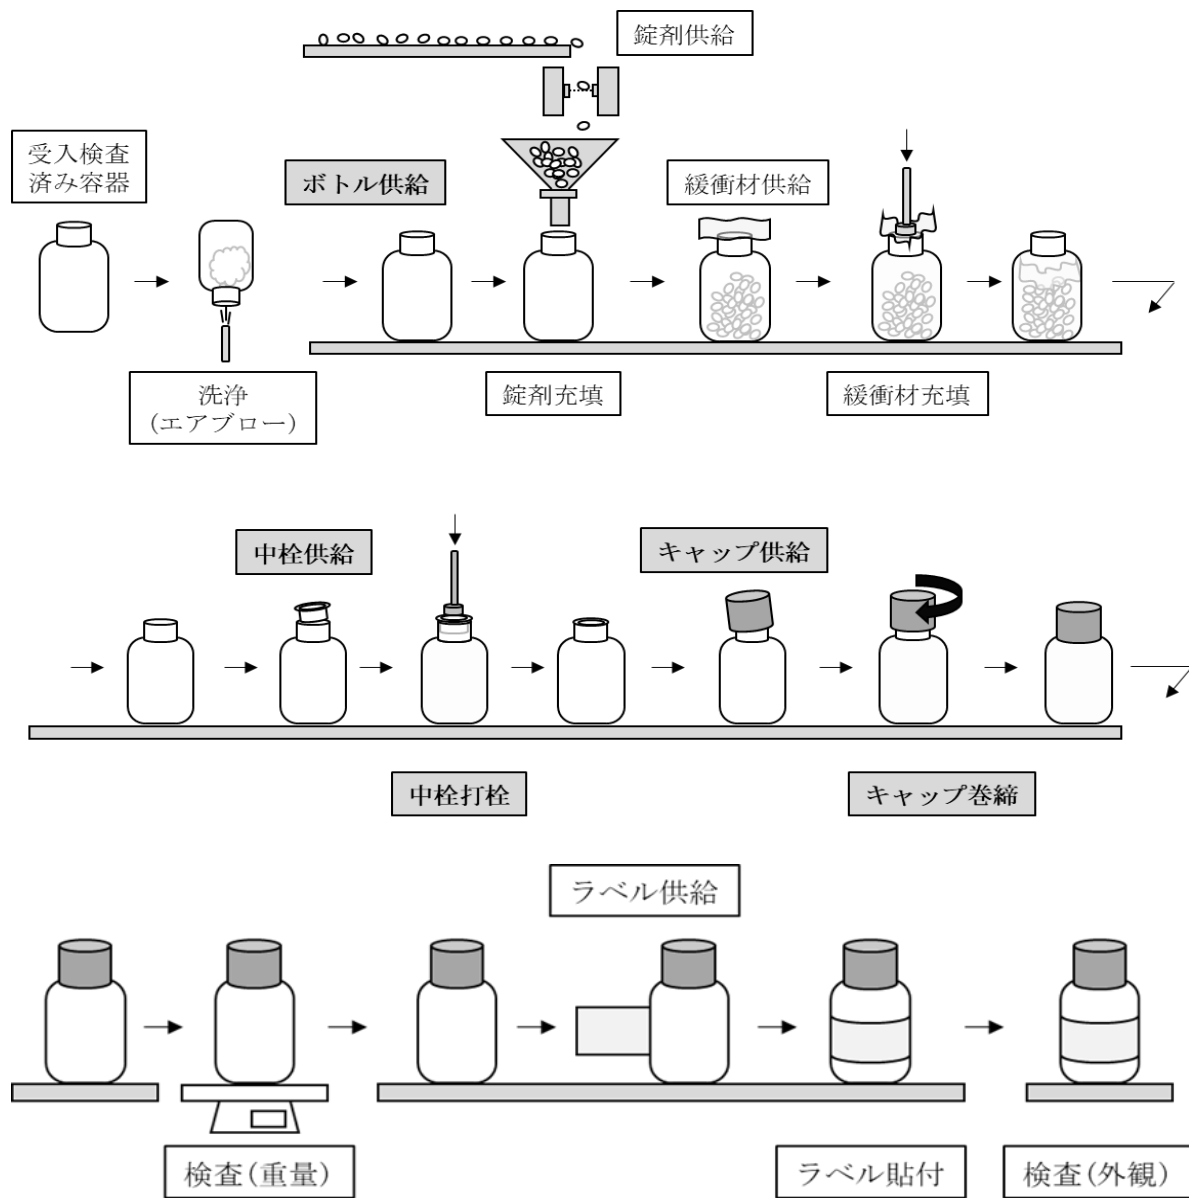 錠剤供給
受入検査
済み容器
ボトル供給
緩衝材供給
洗浄
(エアブロー)
錠剤充填
緩衝材充填
中栓供給
キャップ供給
中栓打栓
キャップ巻締
ラベル供給
検査(重量)
ラベル貼付
検査(外観)